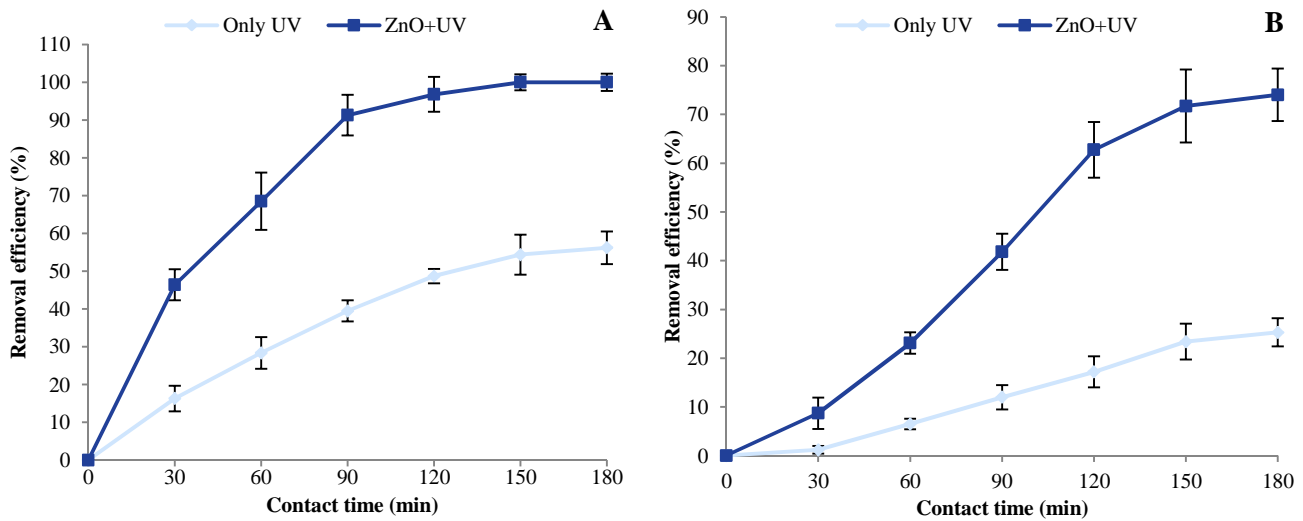 Only UV ZnO+UV A
110
100
90
80
70
60
50
40
30
20
10
0
Removal efficiency (%)
0 30 60 90 120 150 180
Contact time (min)
Only UV ZnO+UV B
90
80
70
60
50
40
30
20
10
0
Removal efficiency (%)
0 30 60 90 120 150 180
Contact time (min)